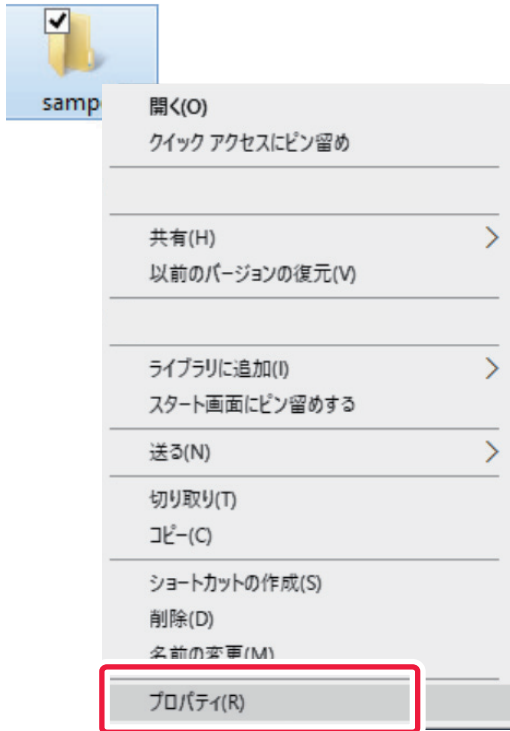 samp
開く(O)
クイック アクセスにピン留め
共有(H)
以前のバージョンの復元(V)
ライブラリに追加(I)
スタート画面にピン留めする
送る(N)
切り取り(T)
コピー(C)
ショートカットの作成(S)
削除(D)
名前の変更(M)
プロパティ(R)